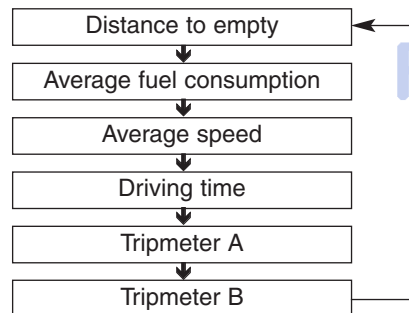 Distance to empty
Average fuel consumption
Average speed
Driving time
Tripmeter A
Tripmeter B